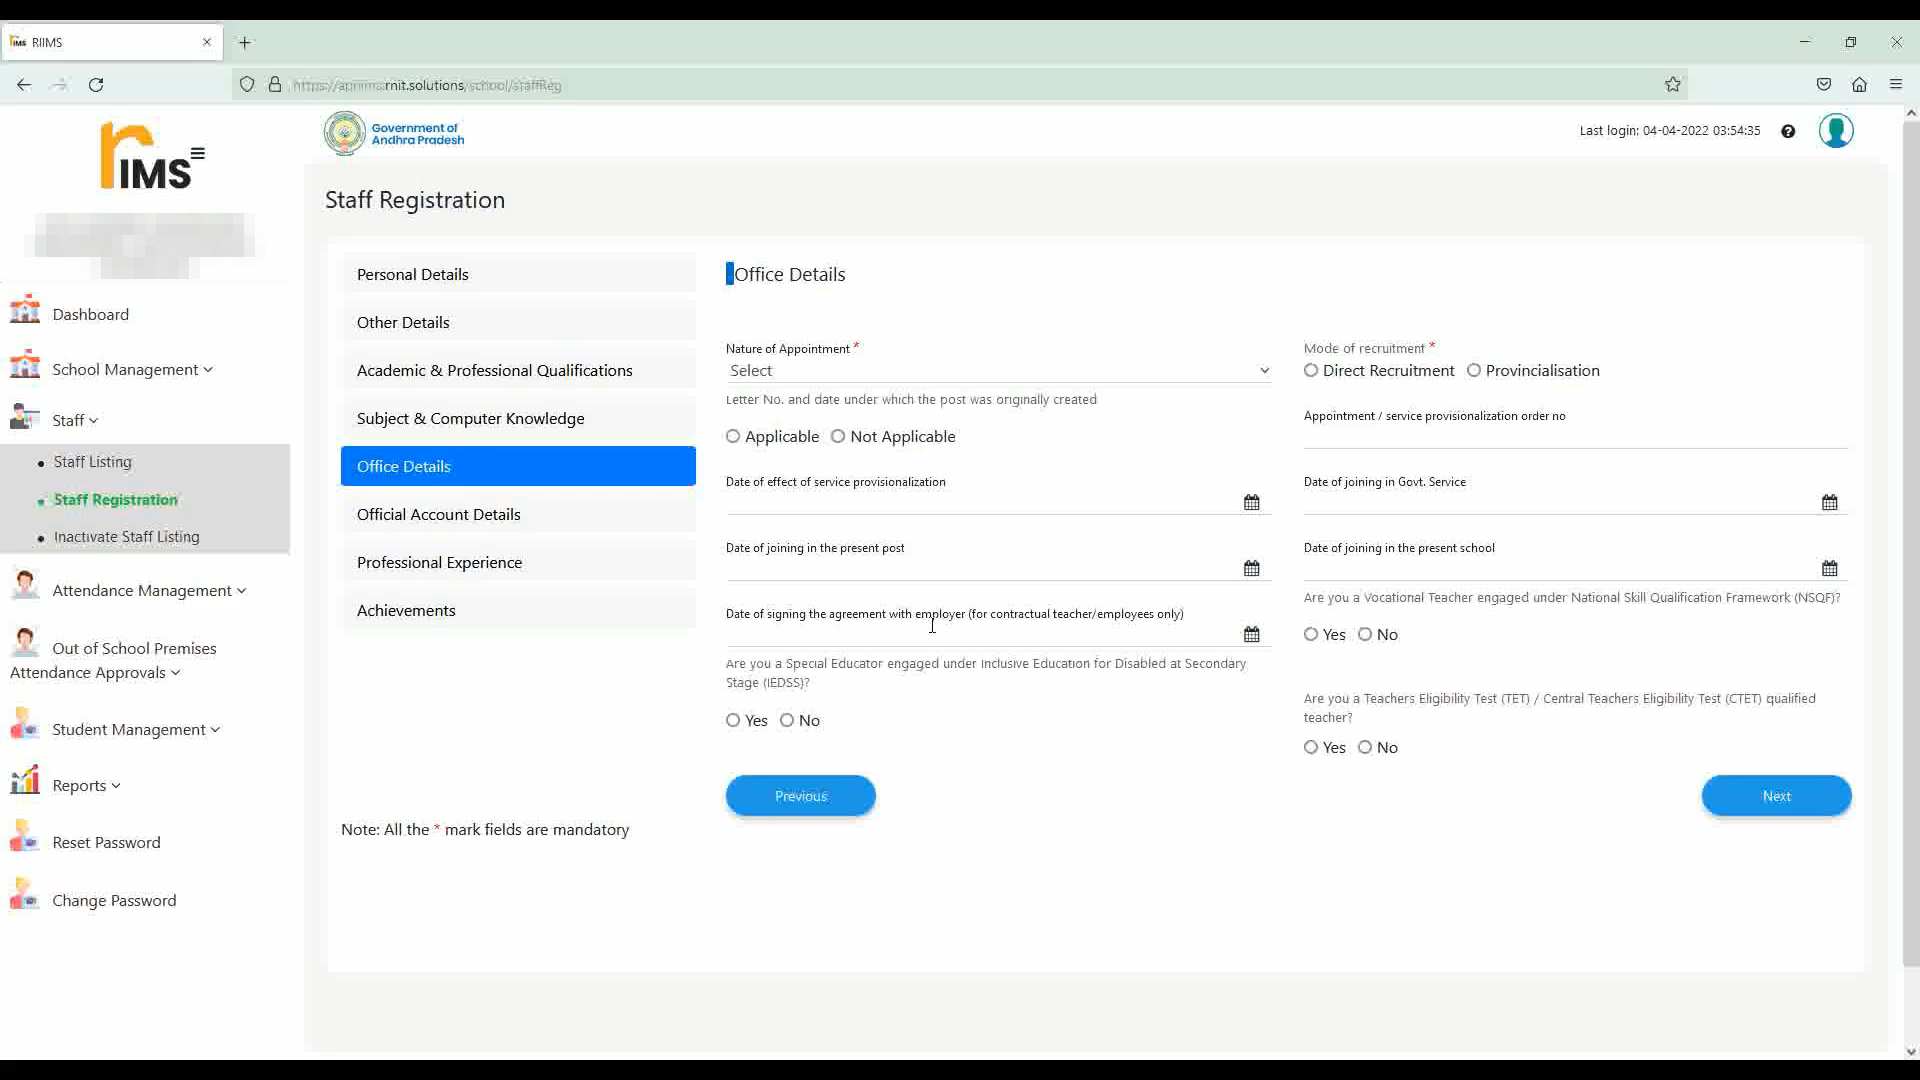 RIIMS
https://apriims.rnit.solutions/school/staffReg
rIMS
Government of
Andhra Pradesh
Last login: 04-04-2022 03:54:35
Staff Registration
Dashboard
School Management
Staff
Staff Listing
Staff Registration
Inactivate Staff Listing
Attendance Management
Out of School Premises
Attendance Approvals
Student Management
Reports
Reset Password
Change Password
Personal Details
Other Details
Academic & Professional Qualifications
Subject & Computer Knowledge
Office Details
Official Account Details
Professional Experience
Achievements
Note: All the * mark fields are mandatory
Office Details
Nature of Appointment *
Select
Mode of recruitment *
Direct Recruitment Provincialisation
Letter No. and date under which the post was originally created
Applicable Not Applicable
Appointment / service provisionalization order no
Date of effect of service provisionalization
Date of joining in Govt. Service
Date of joining in the present post
Date of joining in the present school
Date of signing the agreement with employer (for contractual teacher/employees only)
Are you a Vocational Teacher engaged under National Skill Qualification Framework (NSQF)?
Yes No
Are you a Special Educator engaged under Inclusive Education for Disabled at Secondary
Stage (IEDSS)?
Yes No
Are you a Teachers Eligibility Test (TET) / Central Teachers Eligibility Test (CTET) qualified
teacher?
Yes No
Previous
Next